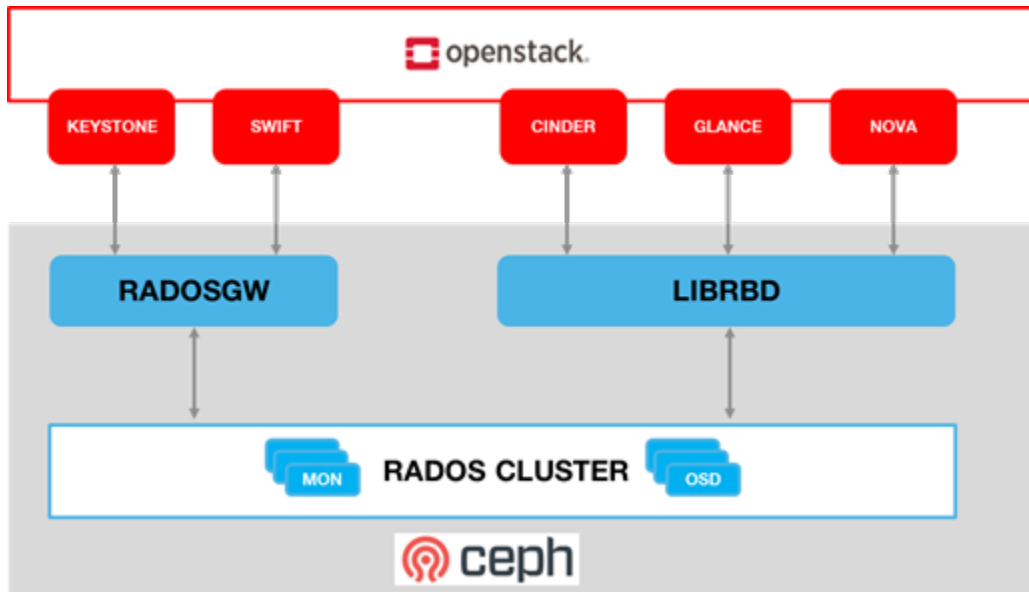 openstack.
KEYSTONE
SWIFT
CINDER
GLANCE
NOVA
RADOSGW
LIBRBD
MON
RADOS CLUSTER
OSD
ceph